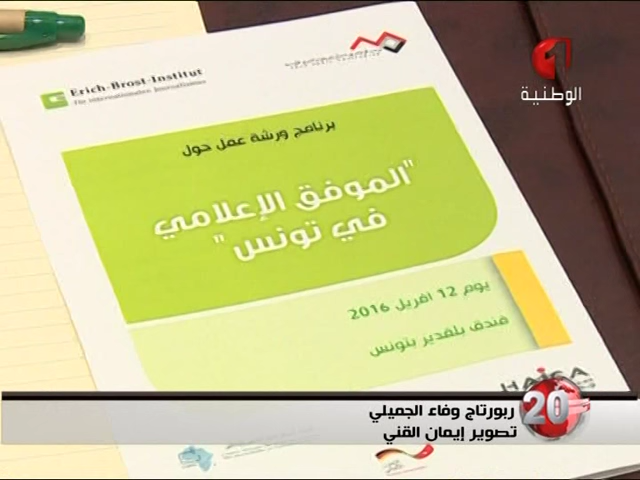 Erich-Brost-Institut
Für internationalen Journalismus
الوطنية
برنامج ورشة عمل حول
"الموفق الإعلامي
في تونس"
يوم 12 افريل 2016
فندق بلفدير بتونس
HAICA
20
ربورتاج وفاء الجميلي
تصوير إيمان القني